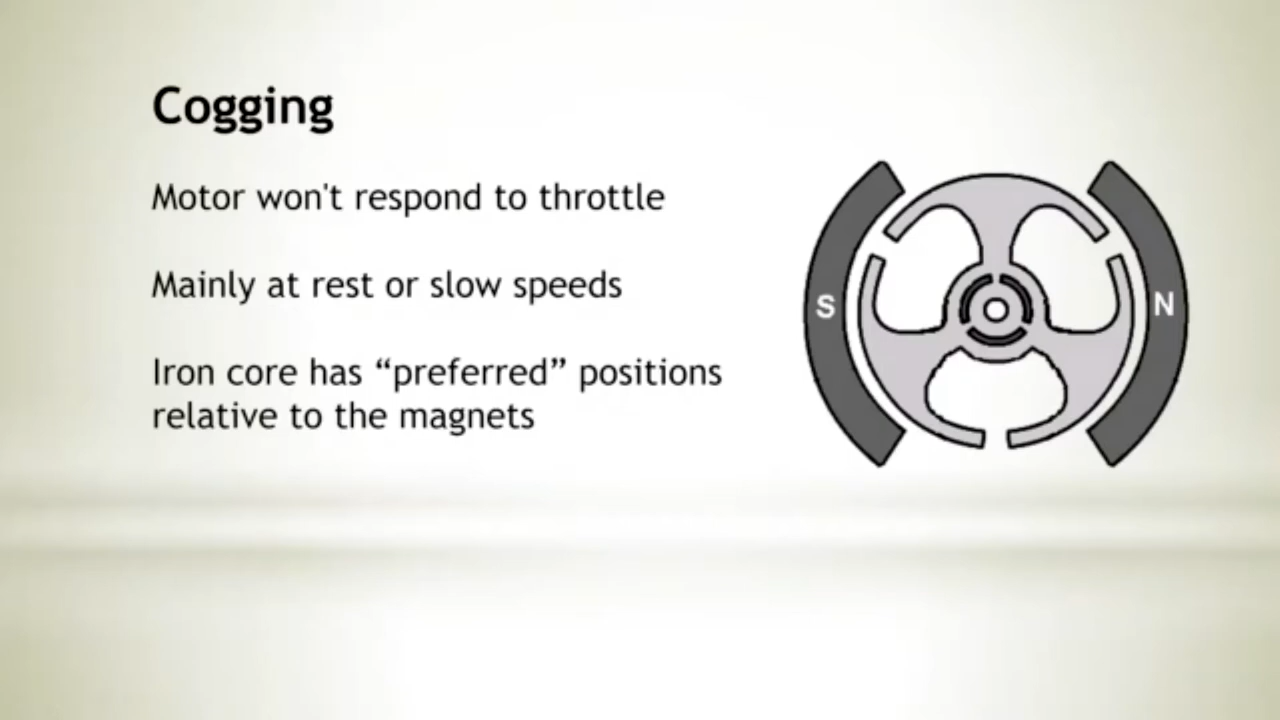 Cogging
Motor won't respond to throttle
Mainly at rest or slow speeds
Iron core has “preferred” positions
relative to the magnets
S
N